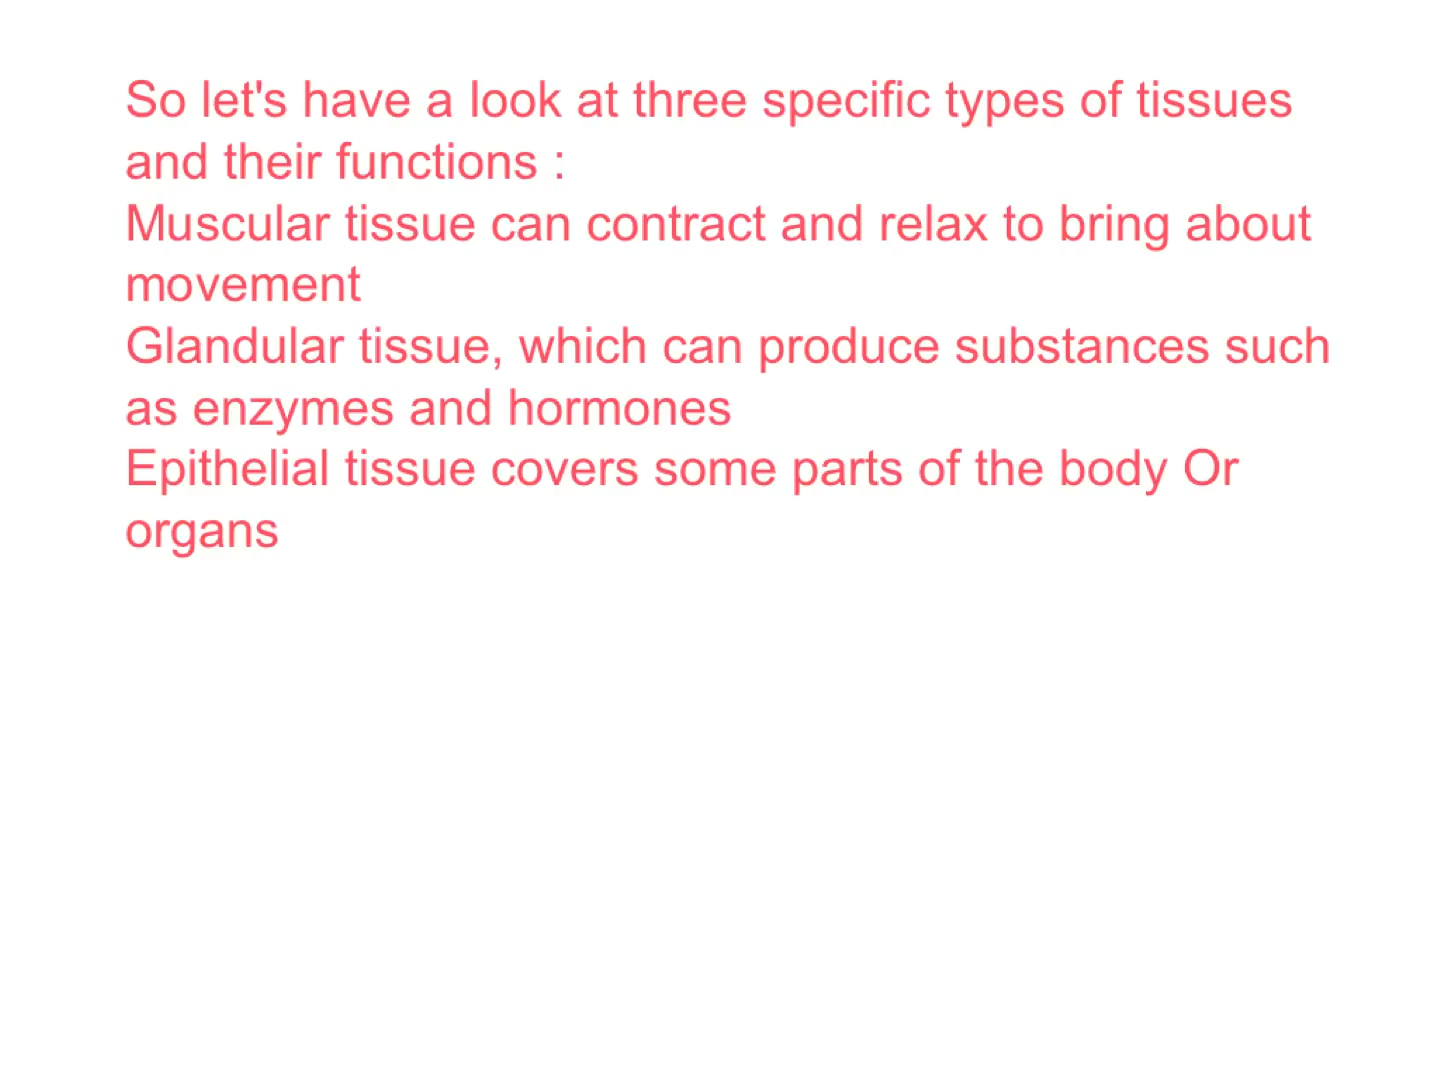 So let's have a look at three specific types of tissues
and their functions :
Muscular tissue can contract and relax to bring about
movement
Glandular tissue, which can produce substances such
as enzymes and hormones
Epithelial tissue covers some parts of the body Or
organs